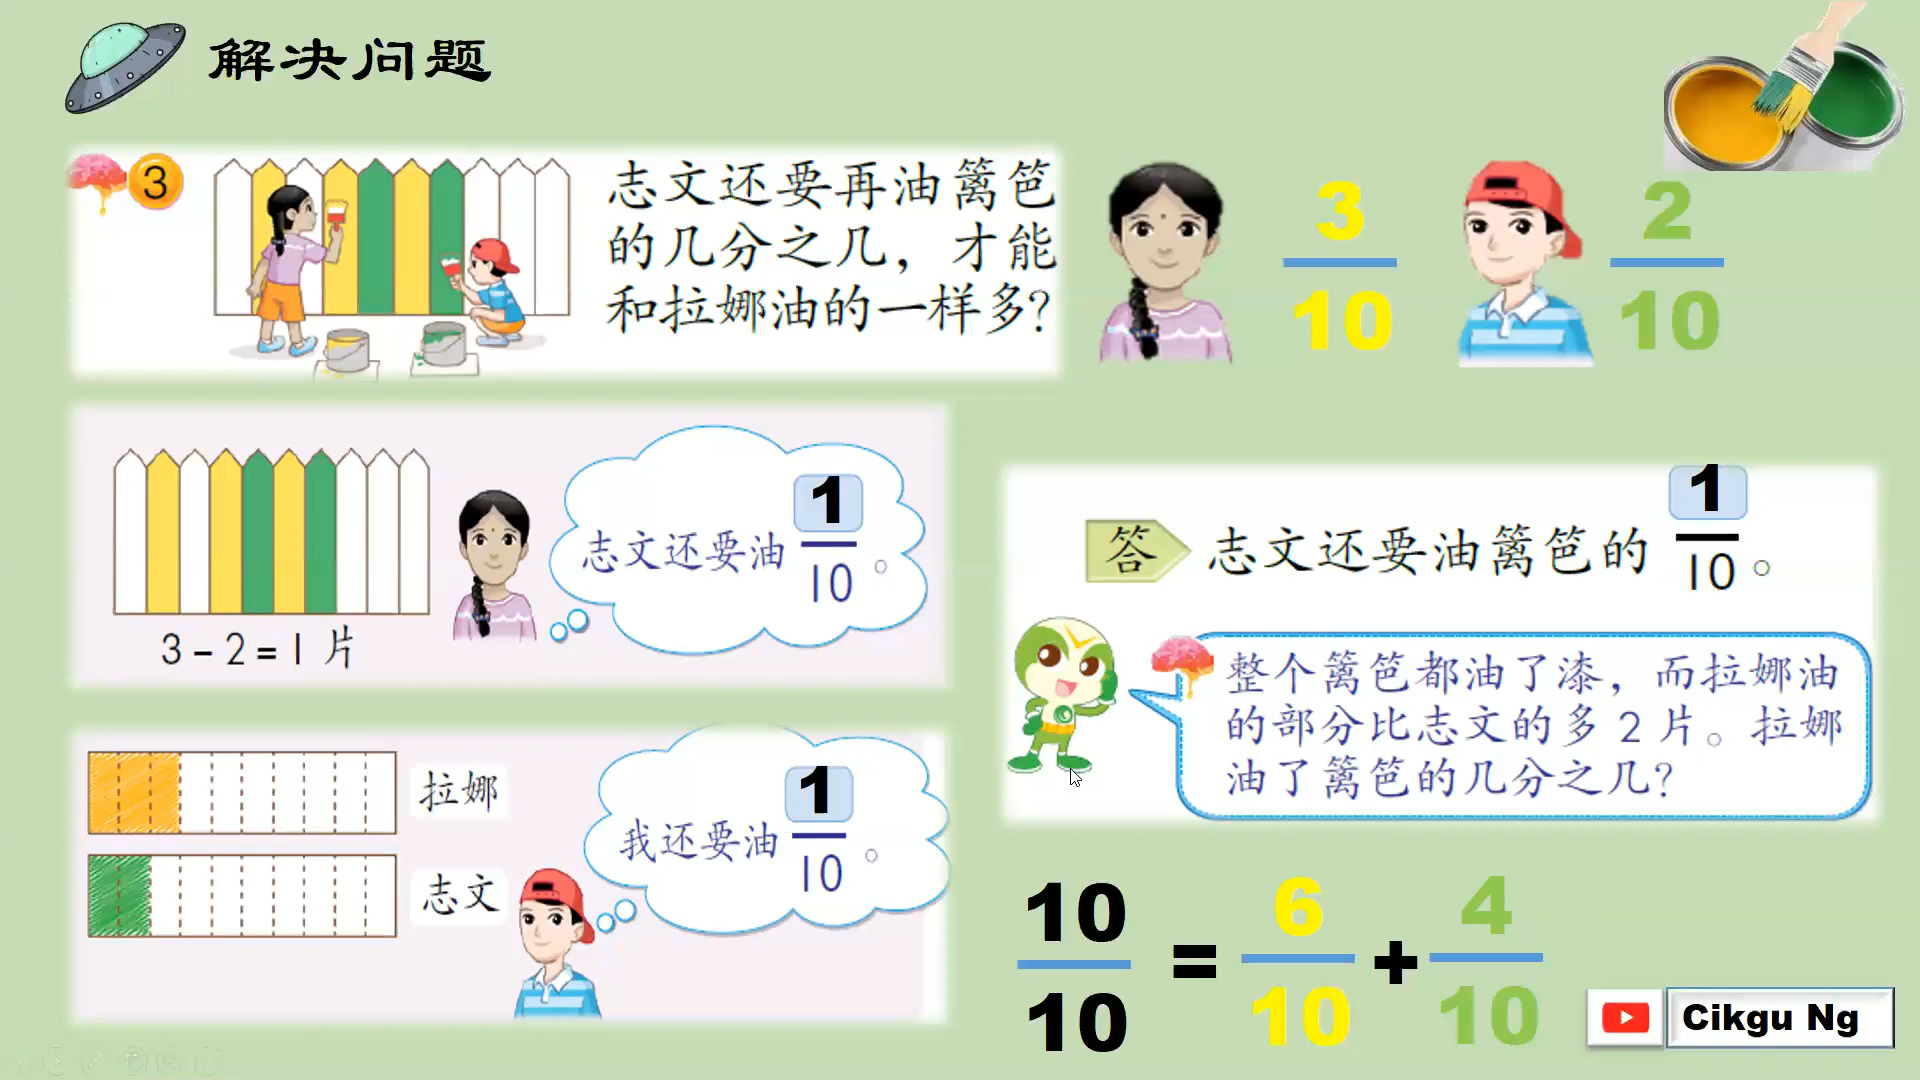 解决问题
3
志文还要再油篱笆
的几分之几，才能
和拉娜油的一样多？
3
10
2
10
3 - 2 = 1 片
志文还要油 1
10 。
答 志文还要油篱笆的 1
10 。
整个篱笆都油了漆，而拉娜油
的部分比志文的多 2 片。拉娜
油了篱笆的几分之几？
拉娜
志文
我还要油 1
10 。
10
10
=
6
10
+
4
10
Cikgu Ng